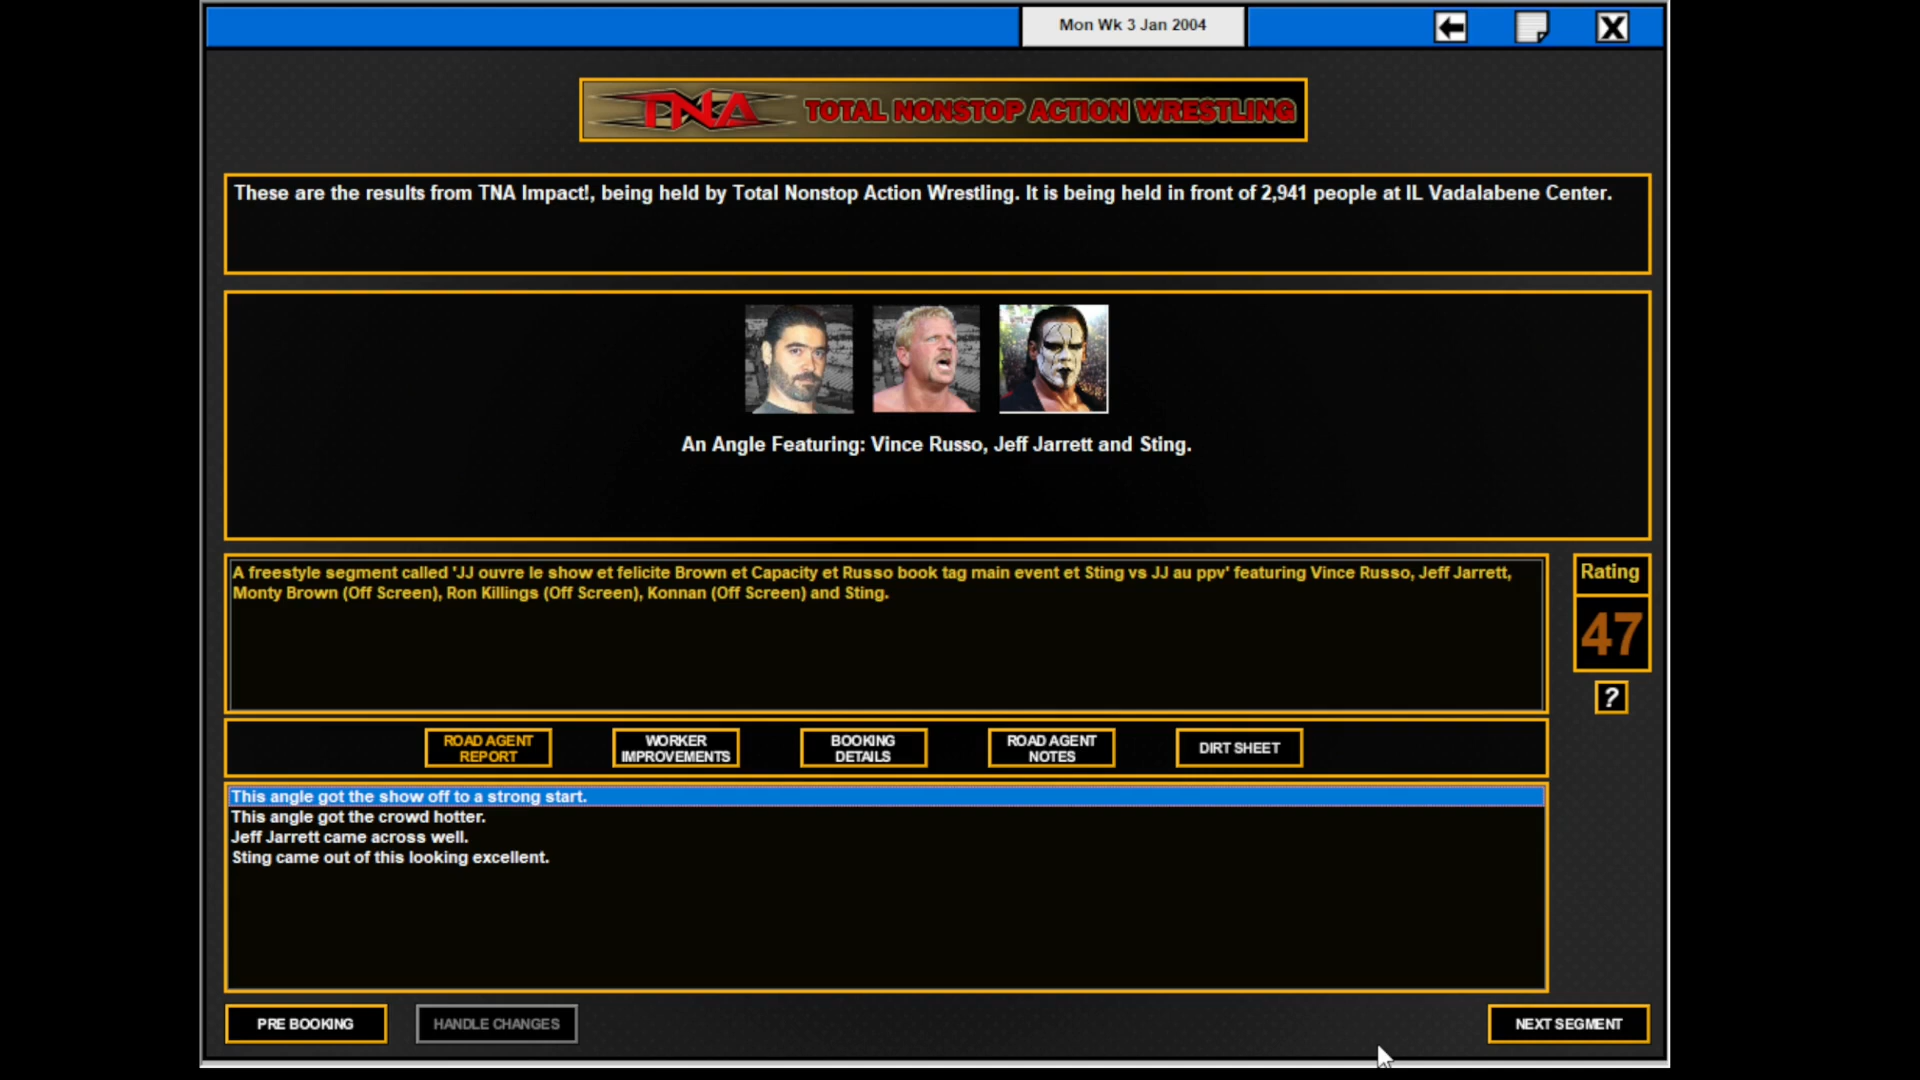 Mon Wk 3 Jan 2004
TNA TOTAL NONSTOP ACTION WRESTLING
These are the results from TNA Impact!, being held by Total Nonstop Action Wrestling. It is being held in front of 2,941 people at IL Vadalabene Center.
An Angle Featuring: Vince Russo, Jeff Jarrett and Sting.
A freestyle segment called 'JJ ouvre le show et felicite Brown et Capacity et Russo book tag main event et Sting vs JJ au ppv' featuring Vince Russo, Jeff Jarrett,
Monty Brown (Off Screen), Ron Killings (Off Screen), Konnan (Off Screen) and Sting.
Rating
47
?
ROAD AGENT
REPORT
WORKER
IMPROVEMENTS
BOOKING
DETAILS
ROAD AGENT
NOTES
DIRT SHEET
This angle got the show off to a strong start.
This angle got the crowd hotter.
Jeff Jarrett came across well.
Sting came out of this looking excellent.
PRE BOOKING
HANDLE CHANGES
NEXT SEGMENT